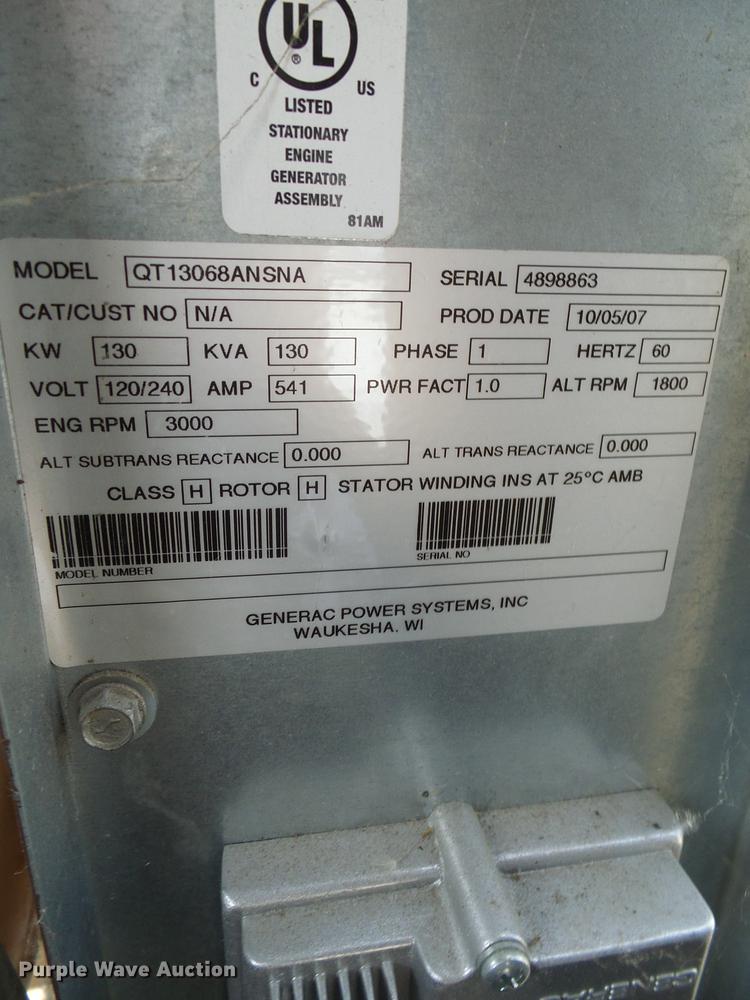 UL
®
C US
LISTED
STATIONARY
ENGINE
GENERATOR
ASSEMBLY
81AM
MODEL QT13068ANSNA SERIAL 4898863
CAT/CUST NO N/A PROD DATE 10/05/07
KW 130 KVA 130 PHASE 1 HERTZ 60
VOLT 120/240 AMP 541 PWR FACT 1.0 ALT RPM 1800
ENG RPM 3000
ALT SUBTRANS REACTANCE 0.000 ALT TRANS REACTANCE 0.000
CLASS H ROTOR H STATOR WINDING INS AT 25°C AMB
MODEL NUMBER SERIAL NO
GENERAC POWER SYSTEMS, INC
WAUKESHA. WI
Purple Wave Auction